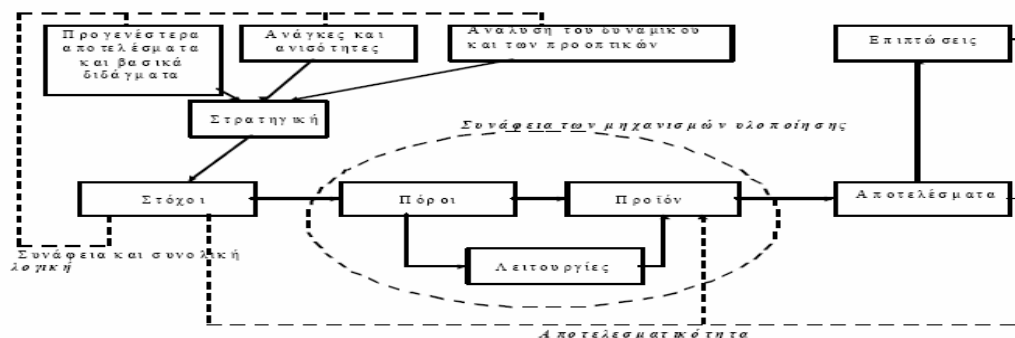 Προγενέστερα
αποτελέσματα
και βασικά
διδάγματα
Ανάγκες και
ανισότητες
Ανάλυση του δυναμικού
και των προοπτικών
Επιπτώσεις
Στρατηγική
Συνάφεια των μηχανισμών υλοποίησης
Στόχοι
Πόροι
Προϊόν
Αποτελέσματα
Συνάφεια και συνολική
λογική
Λειτουργίες
Αποτελεσματικότητα